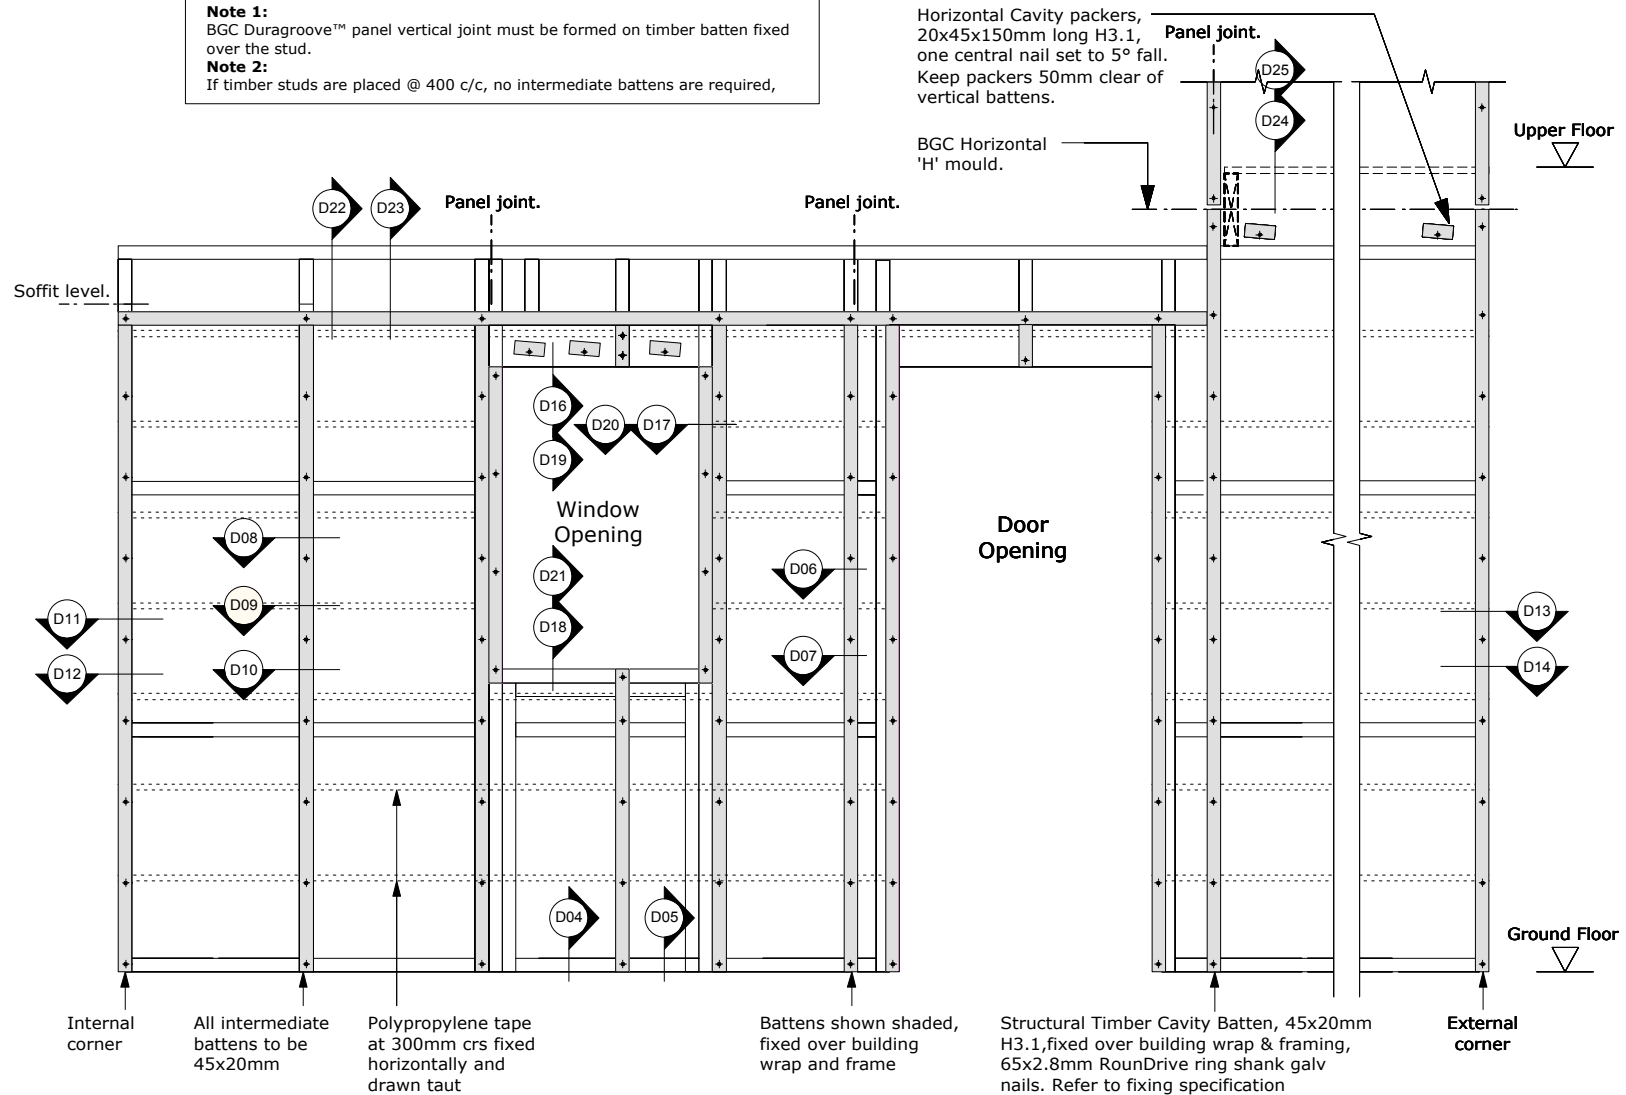 Note 1:
BGC Duragroove™ panel vertical joint must be formed on timber batten fixed
over the stud.
Note 2:
If timber studs are placed @ 400 c/c, no intermediate battens are required,
Horizontal Cavity packers,
20x45x150mm long H3.1,
one central nail set to 5° fall.
Keep packers 50mm clear of
vertical battens.
Panel joint.
D25
D24
Upper Floor
BGC Horizontal
'H' mould.
D22
D23
Panel joint.
Panel joint.
Soffit level.
D16
D20
D17
D19
Window
Opening
Door
Opening
D08
D21
D06
D09
D11
D18
D13
D12
D10
D07
D14
D04
D05
Ground Floor
Internal
corner
All intermediate
battens to be
45x20mm
Polypropylene tape
at 300mm crs fixed
horizontally and
drawn taut
Battens shown shaded,
fixed over building
wrap and frame
Structural Timber Cavity Batten, 45x20mm
H3.1,fixed over building wrap & framing,
65x2.8mm RounDrive ring shank galv
nails. Refer to fixing specification
External
corner